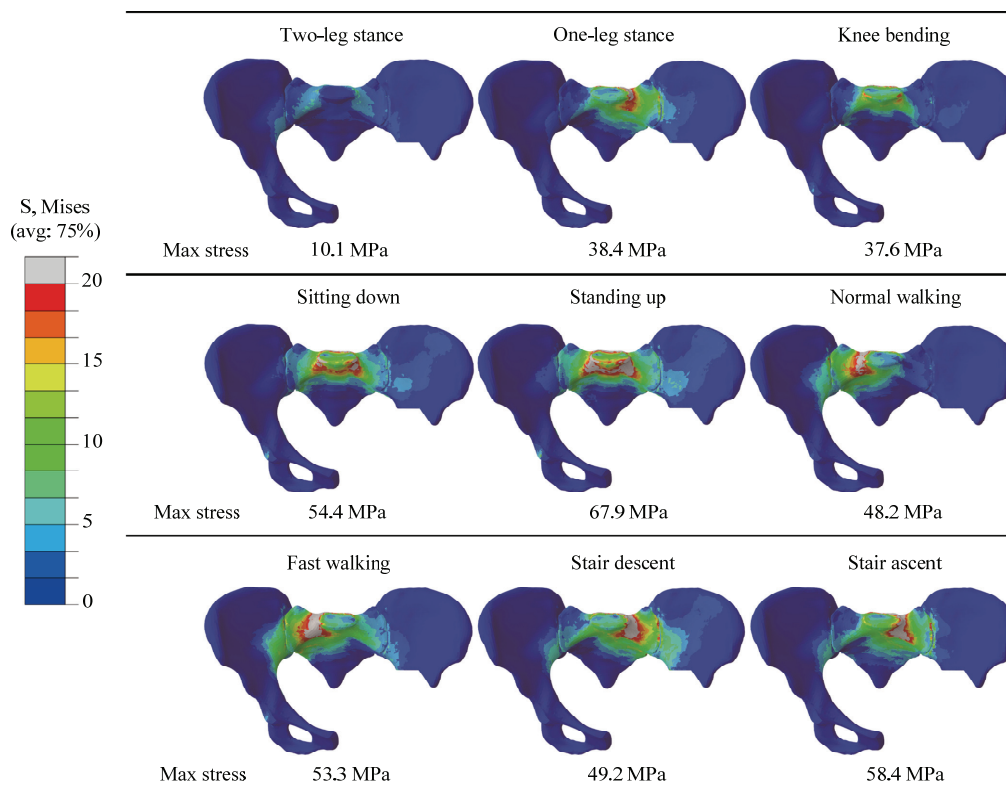 Two-leg stance One-leg stance Knee bending
Max stress 10.1 MPa 38.4 MPa 37.6 MPa
S, Mises
(avg: 75%)
20
15
10
5
0
Sitting down Standing up Normal walking
Max stress 54.4 MPa 67.9 MPa 48.2 MPa
Fast walking Stair descent Stair ascent
Max stress 53.3 MPa 49.2 MPa 58.4 MPa